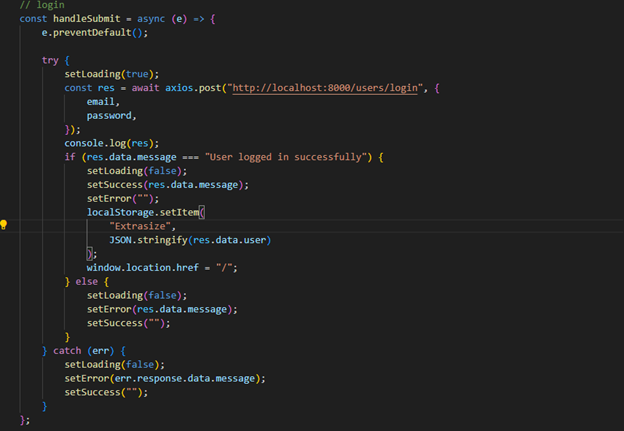 // login
const handleSubmit = async (e) => {
e.preventDefault();
try {
setLoading(true);
const res = await axios.post("http://localhost:8000/users/login", {
email,
password,
});
console.log(res);
if (res.data.message === "User logged in successfully") {
setLoading(false);
setSuccess(res.data.message);
setError("");
localStorage.setItem(
"Extrasize",
JSON.stringify(res.data.user)
);
window.location.href = "/";
} else {
setLoading(false);
setError(res.data.message);
setSuccess("");
}
} catch (err) {
setLoading(false);
setError(err.response.data.message);
setSuccess("");
}
};